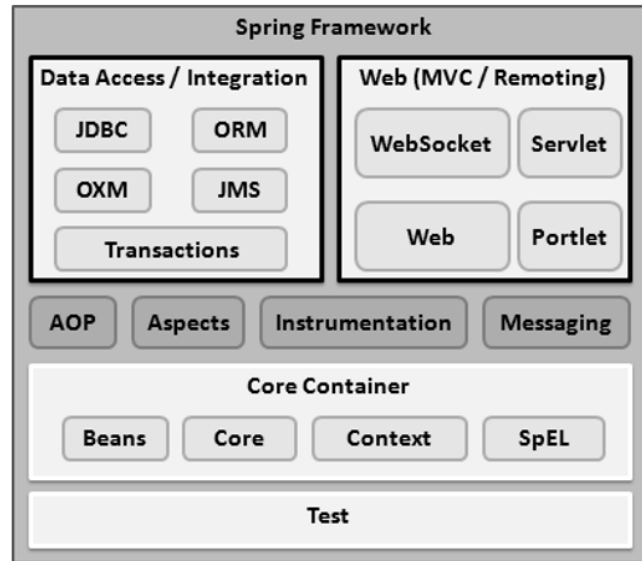 Spring Framework
Data Access / Integration
JDBC
ORM
OXM
JMS
Transactions
Web (MVC / Remoting)
WebSocket
Servlet
Web
Portlet
AOP
Aspects
Instrumentation
Messaging
Core Container
Beans
Core
Context
SpEL
Test